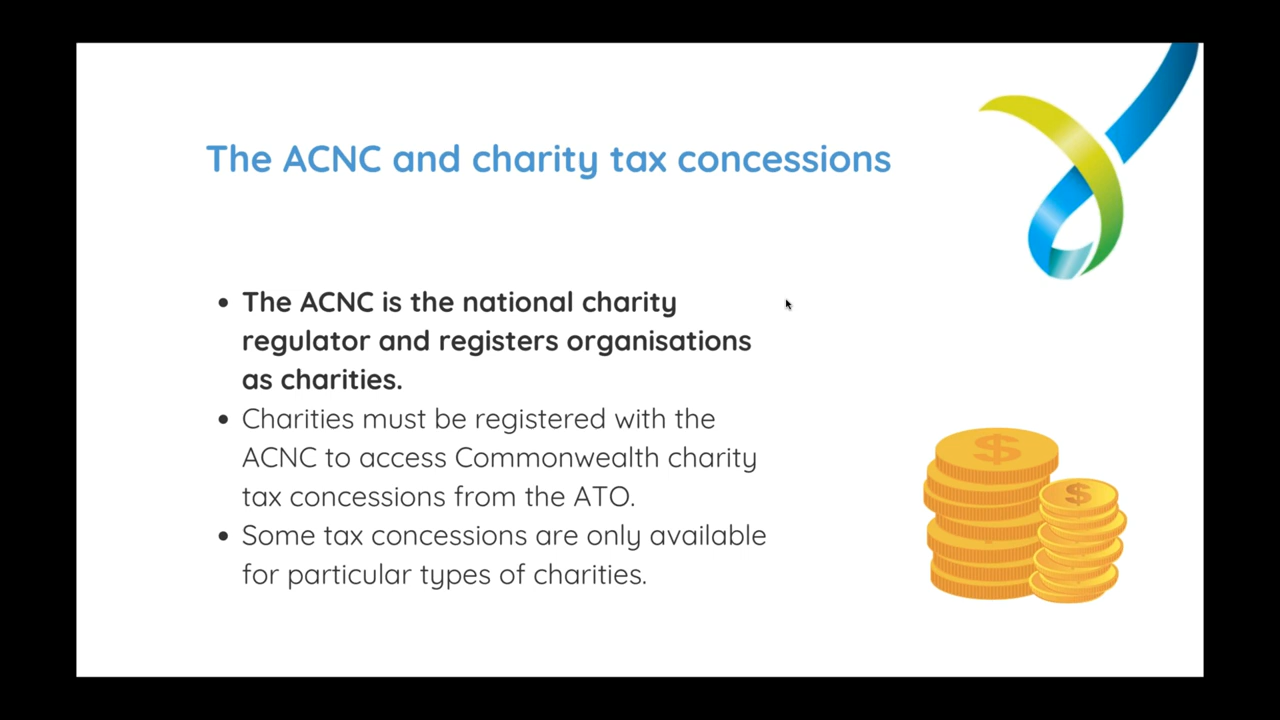 The ACNC and charity tax concessions
• The ACNC is the national charity
regulator and registers organisations
as charities.
• Charities must be registered with the
ACNC to access Commonwealth charity
tax concessions from the ATO.
• Some tax concessions are only available
for particular types of charities.
$
$